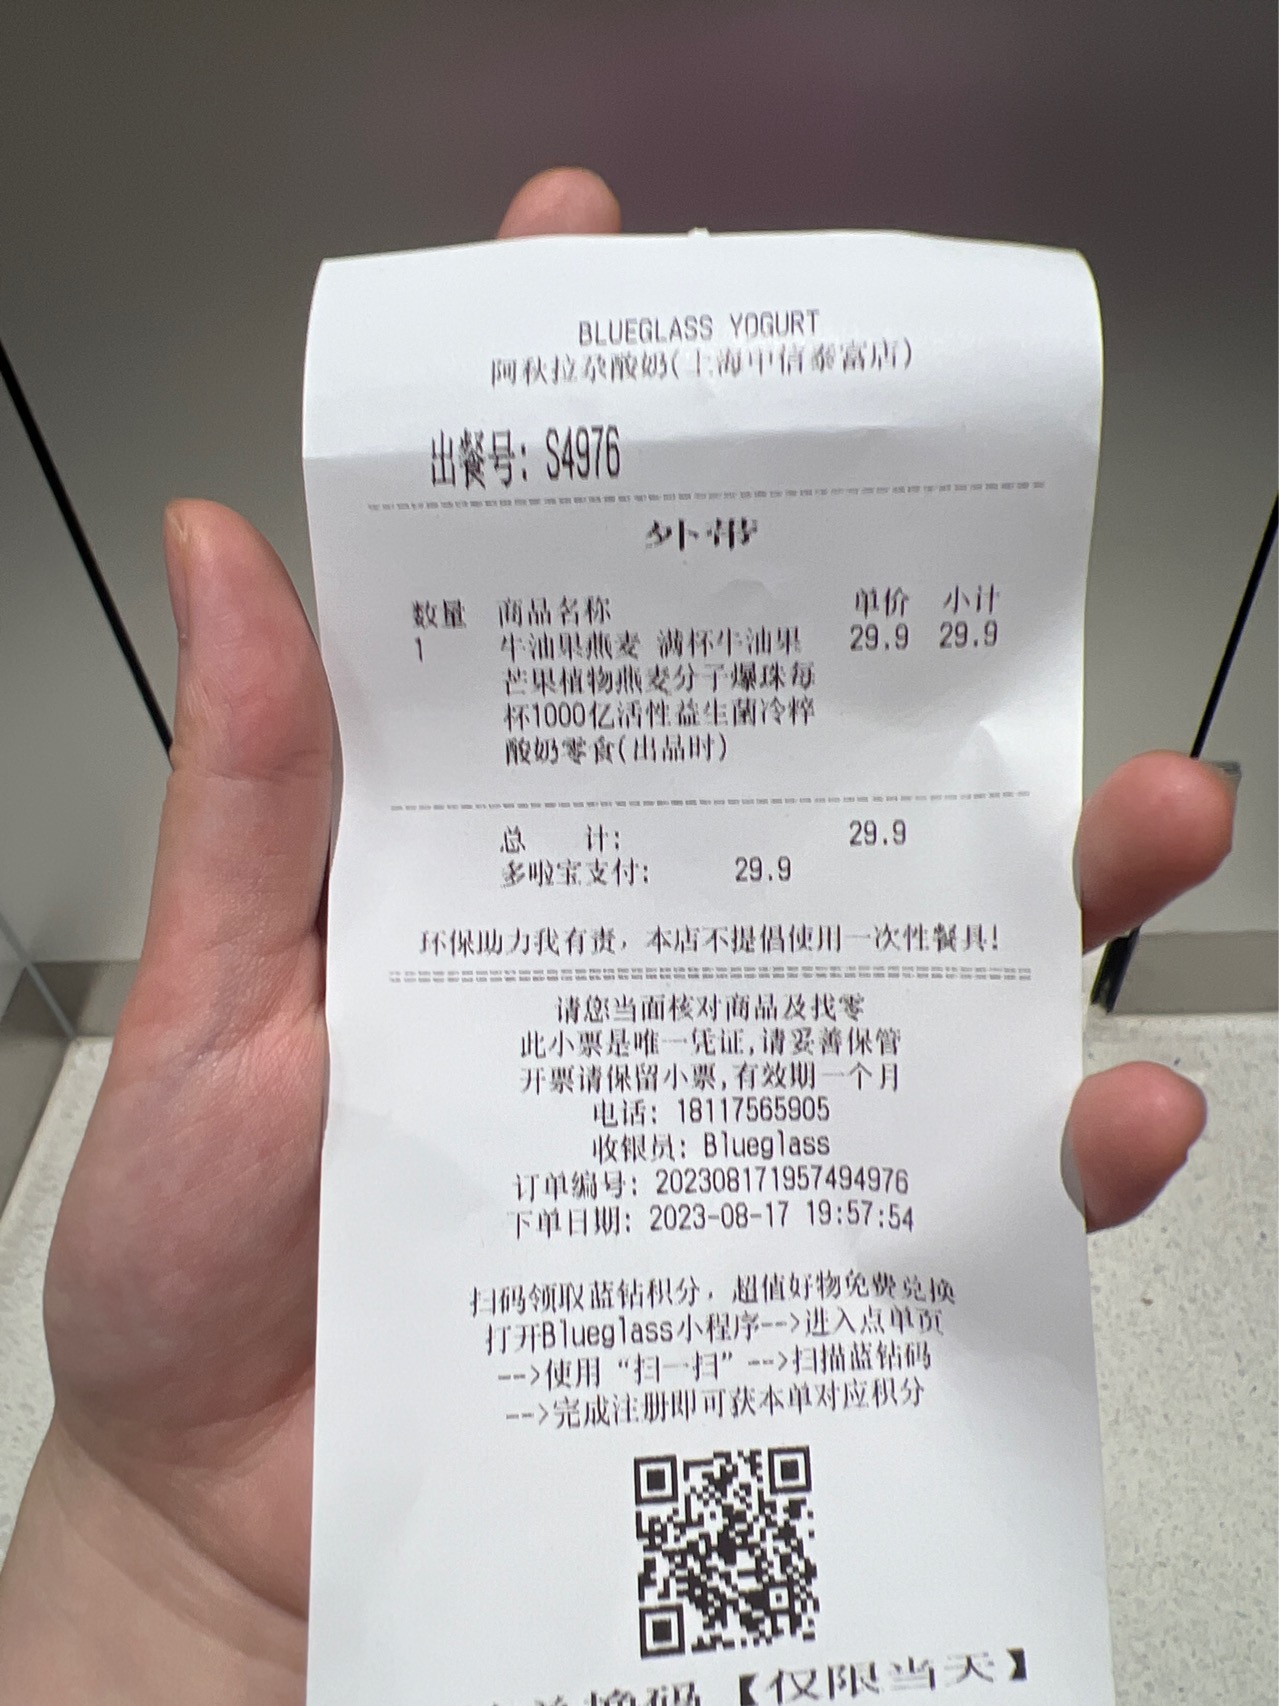 BLUEGLASS YOGURT
阿秋拉尕酸奶(上海中信泰富店)
出餐号: S4976
外带
数量 商品名称 单价 小计
1 牛油果燕麦 满杯牛油果 29.9 29.9
芒果植物燕麦分子爆珠每
杯1000亿活性益生菌冷粹
酸奶零食(出品时)
总 计: 29.9
多啦宝支付: 29.9
环保助力我有责，本店不提倡使用一次性餐具!
请您当面核对商品及找零
此小票是唯一凭证,请妥善保管
开票请保留小票,有效期一个月
电话: 18117565905
收银员: Blueglass
订单编号: 202308171957494976
下单日期: 2023-08-17 19:57:54
扫码领取蓝钻积分，超值好物免费兑换
打开Blueglass小程序-->进入点单页
-->使用“扫一扫”-->扫描蓝钻码
-->完成注册即可获本单对应积分
换码【仅限当天】